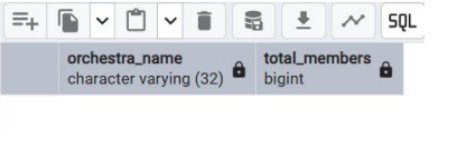 SQL
orchestra_name
character varying (32)
total_members
bigint